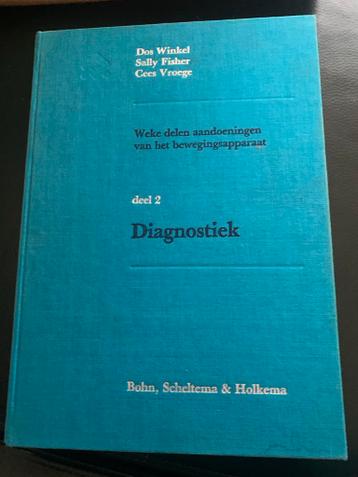 Dos Winkel
Sally Fisher
Cees Vroege
Weke delen aandoeningen
van het bewegingsapparaat
deel 2
Diagnostiek
Bohn, Scheltema & Holkema